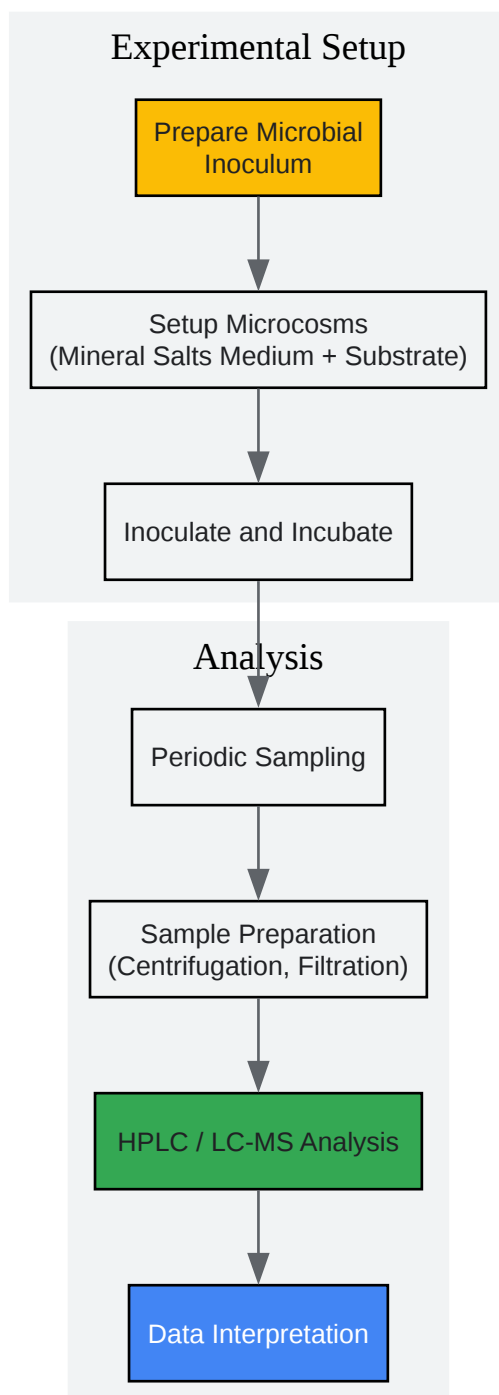 Experimental Setup
Prepare Microbial
Inoculum
Setup Microcosms
(Mineral Salts Medium + Substrate)
Inoculate and Incubate
Analysis
Periodic Sampling
Sample Preparation
(Centrifugation, Filtration)
HPLC / LC-MS Analysis
Data Interpretation